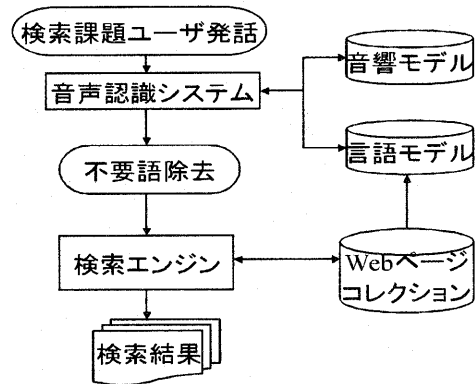 検索課題ユーザ発話
音響モデル
音声認識システム
言語モデル
不要語除去
検索エンジン
Webページ
コレクション
検索結果